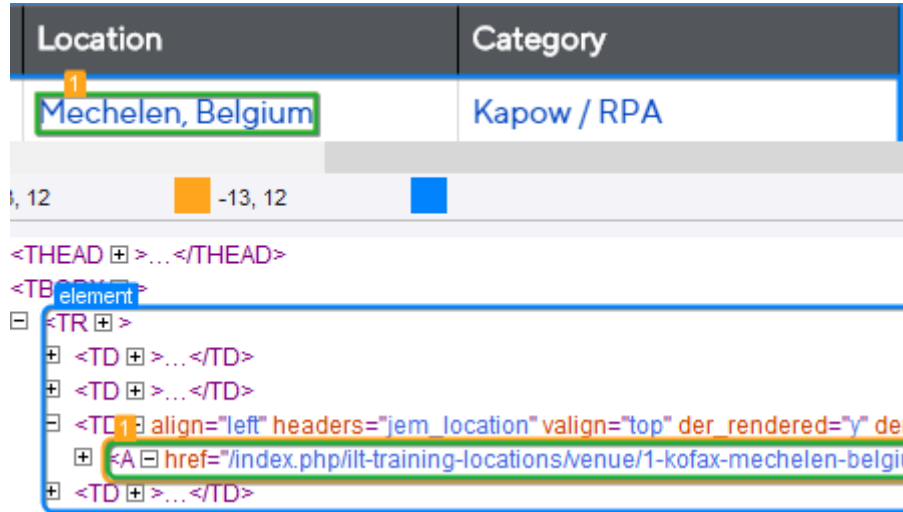 Location Category
1
Mechelen, Belgium Kapow / RPA
, 12 -13, 12
<THEAD + >...</THEAD>
element
<TR + >
+ <TD + >...</TD>
+ <TD + >...</TD>
1
- <TD align="left" headers="jem_location" valign="top" der_rendered="y" de
+ <A - href="/index.php/ilt-training-locations/venue/1-kofax-mechelen-belgi
+ <TD + >...</TD>